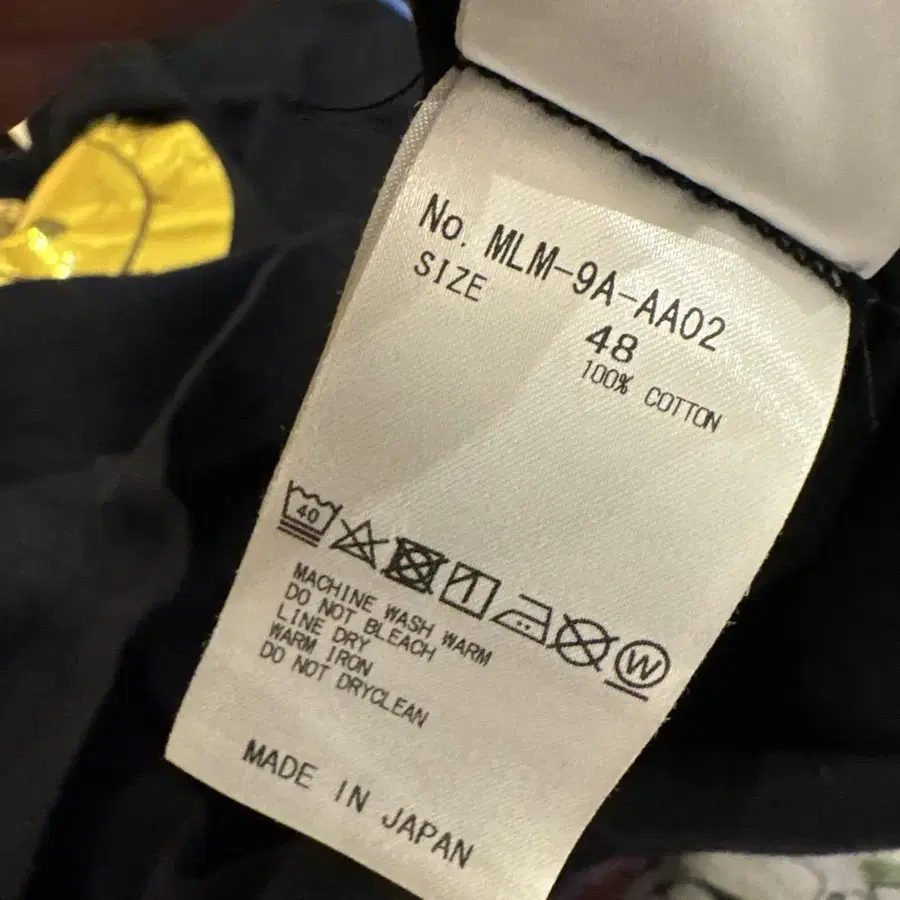 No. MLM-9A-AA02
SIZE 48
100% COTTON
40
W
MACHINE WASH WARM
DO NOT BLEACH
LINE DRY
WARM IRON
DO NOT DRYCLEAN
MADE IN JAPAN